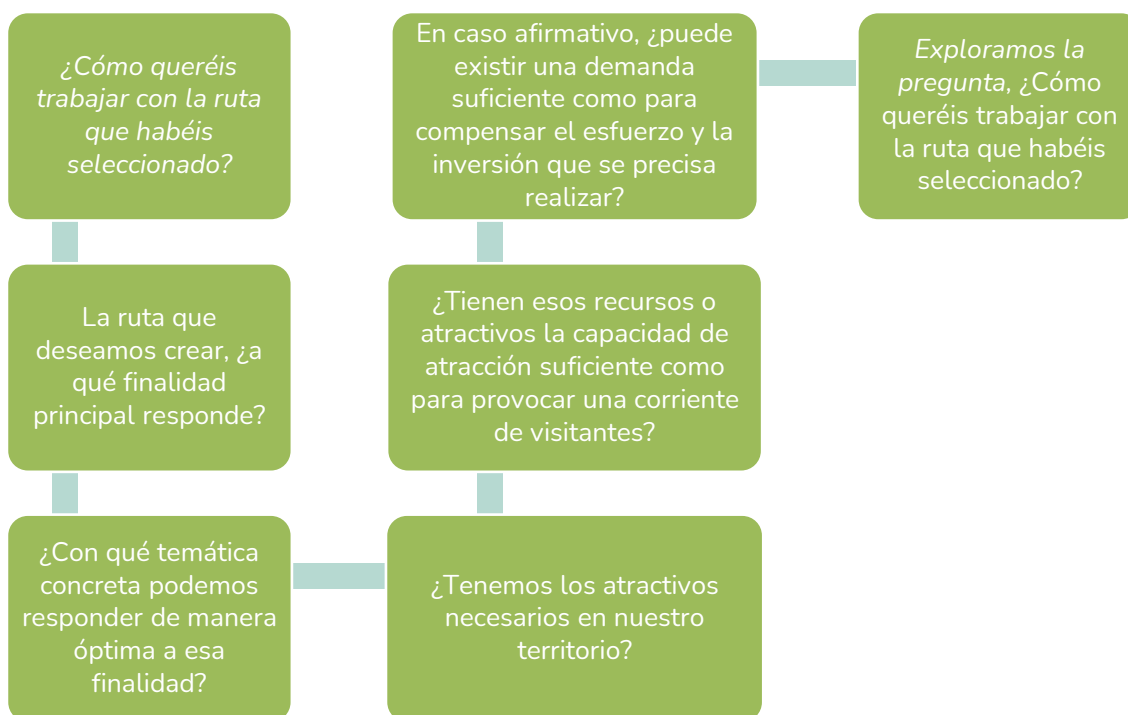 ¿Cómo queréis
trabajar con la ruta
que habéis
seleccionado?
La ruta que
deseamos crear, ¿a
qué finalidad
principal responde?
¿Con qué temática
concreta podemos
responder de manera
óptima a esa
finalidad?
¿Tenemos los atractivos
necesarios en nuestro
territorio?
¿Tienen esos recursos o
atractivos la capacidad de
atracción suficiente como
para provocar una corriente
de visitantes?
En caso afirmativo, ¿puede
existir una demanda
suficiente como para
compensar el esfuerzo y la
inversión que se precisa
realizar?
Exploramos la
pregunta, ¿Cómo
queréis trabajar con
la ruta que habéis
seleccionado?